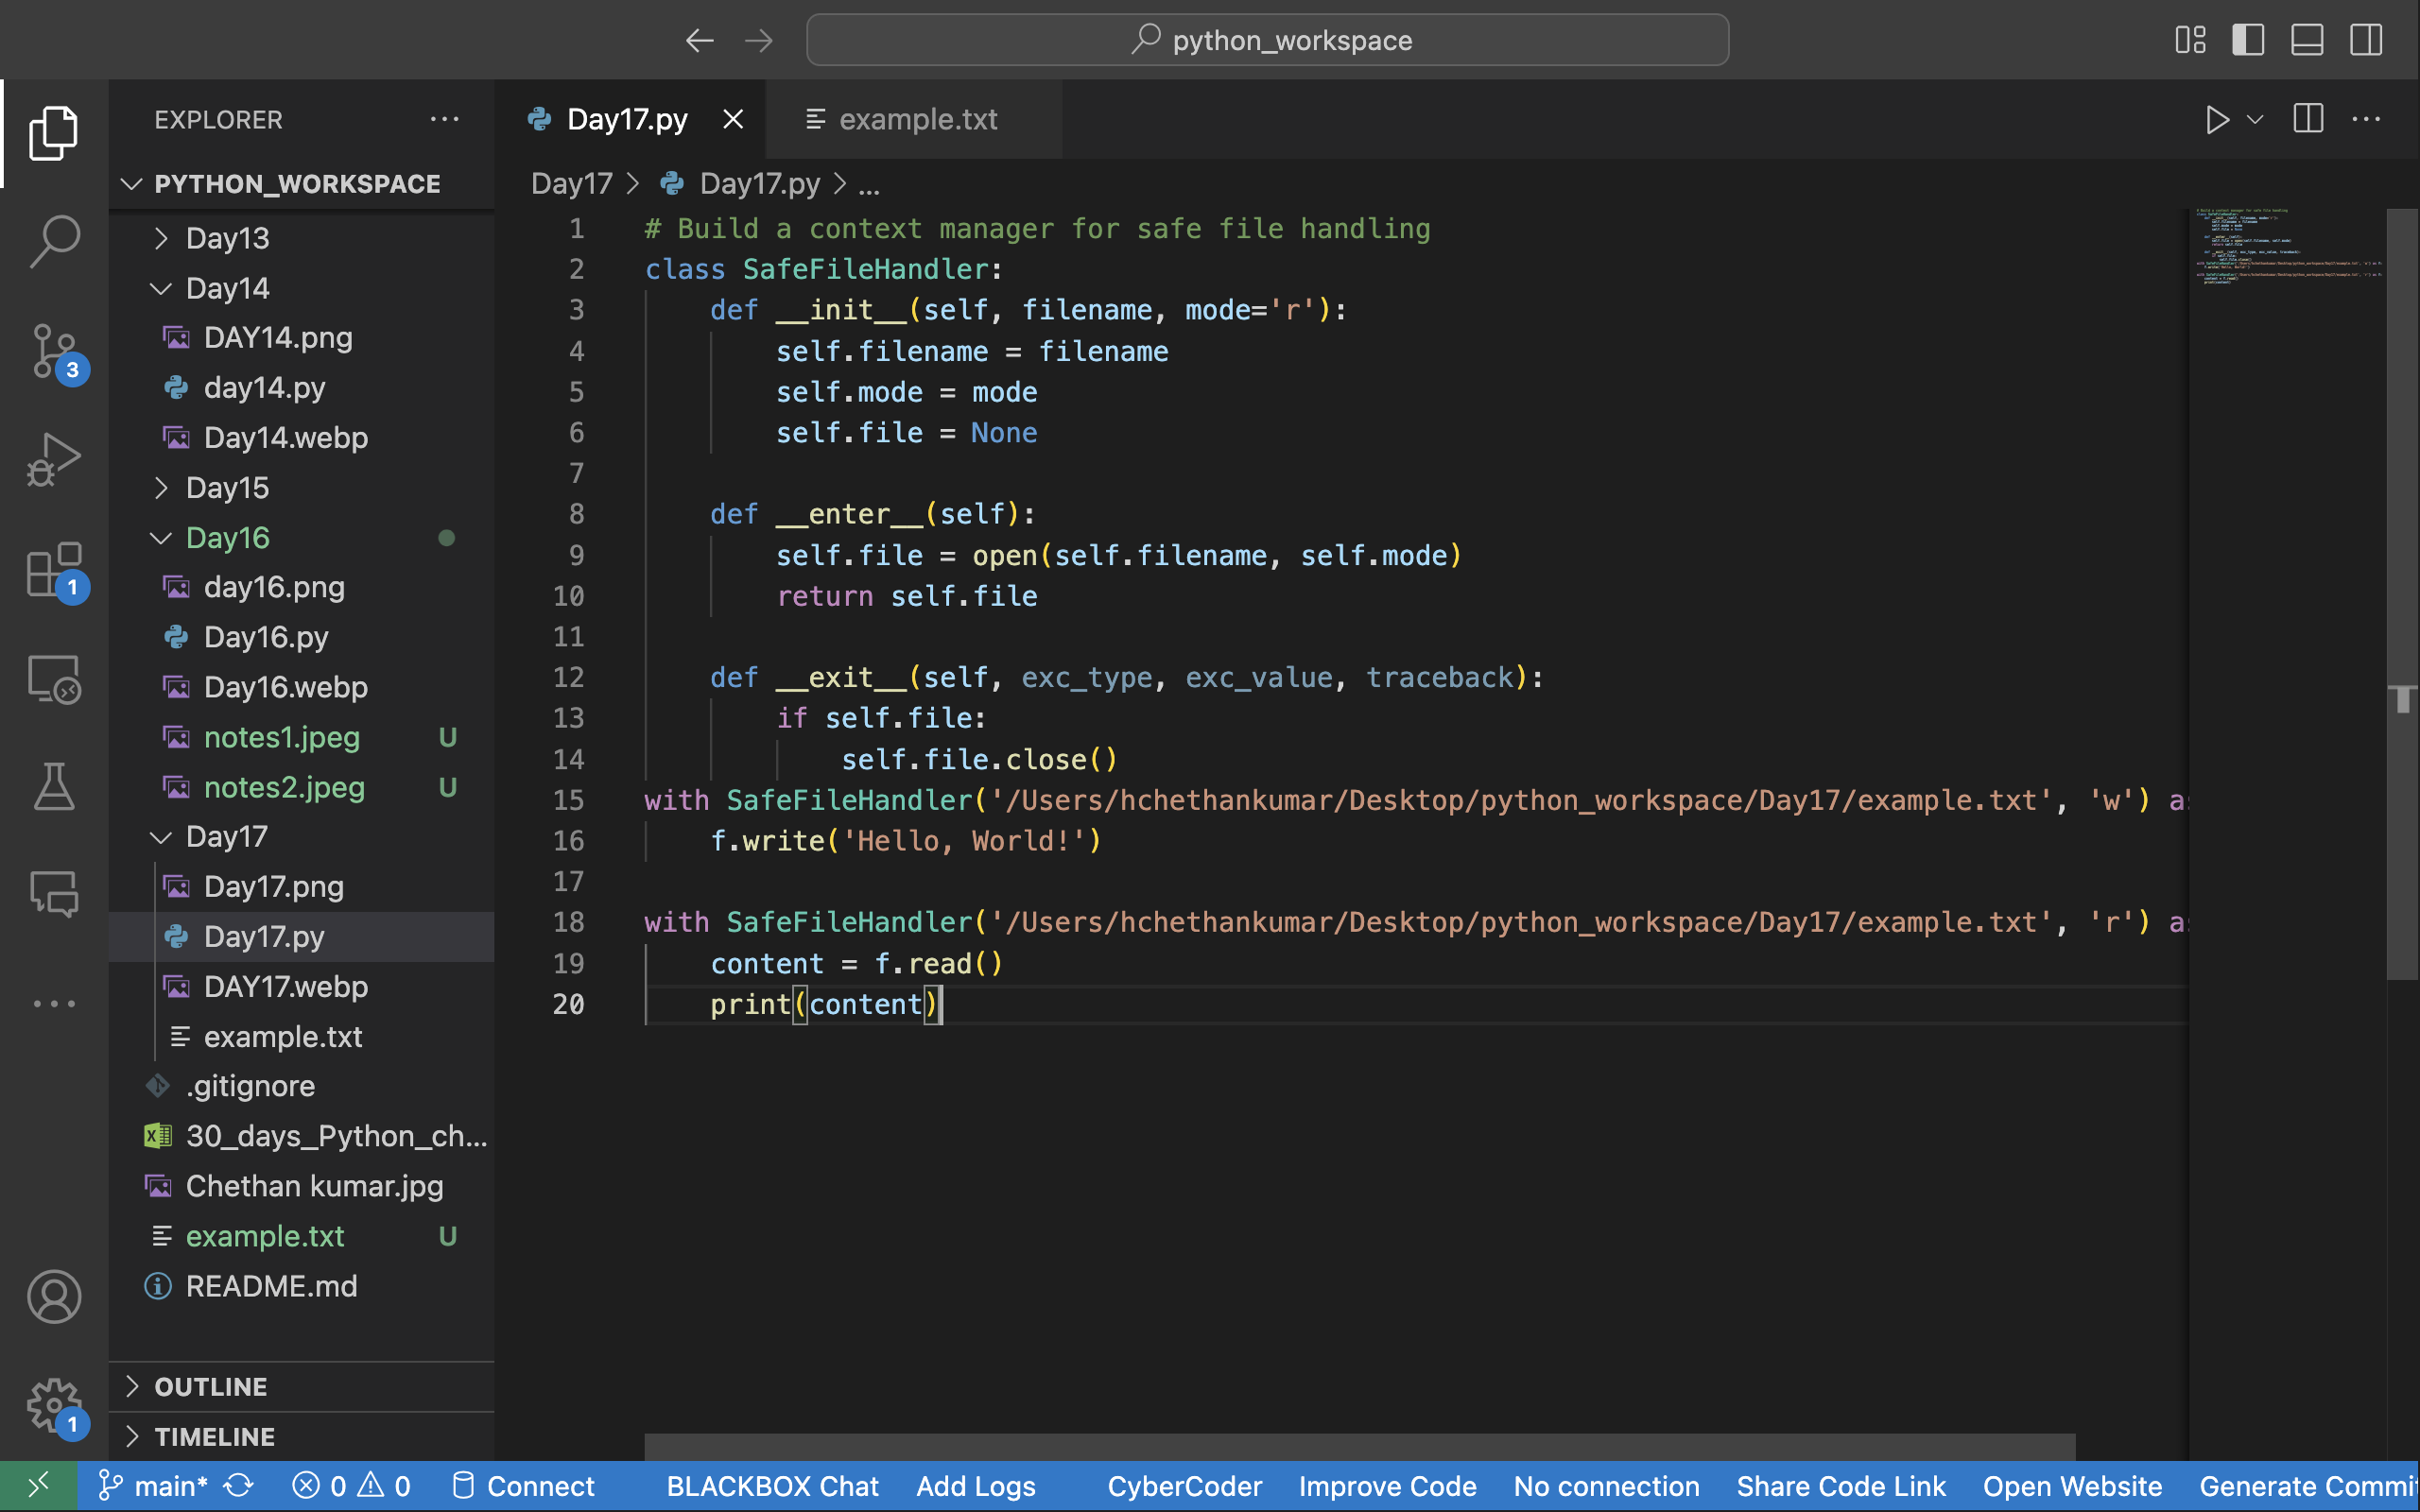 python_workspace
EXPLORER
PYTHON_WORKSPACE
Day13
Day14
DAY14.png
day14.py
Day14.webp
Day15
Day16
day16.png
Day16.py
Day16.webp
notes1.jpeg U
notes2.jpeg U
Day17
Day17.png
Day17.py
DAY17.webp
example.txt
.gitignore
30_days_Python_ch...
Chethan kumar.jpg
example.txt U
README.md
OUTLINE
TIMELINE
3
1
1
Day17.py
example.txt
Day17 > Day17.py > ...
1 # Build a context manager for safe file handling
2 class SafeFileHandler:
3 def __init__(self, filename, mode='r'):
4 self.filename = filename
5 self.mode = mode
6 self.file = None
7
8 def __enter__(self):
9 self.file = open(self.filename, self.mode)
10 return self.file
11
12 def __exit__(self, exc_type, exc_value, traceback):
13 if self.file:
14 self.file.close()
15 with SafeFileHandler('/Users/hchethankumar/Desktop/python_workspace/Day17/example.txt', 'w') as
16 f.write('Hello, World!')
17
18 with SafeFileHandler('/Users/hchethankumar/Desktop/python_workspace/Day17/example.txt', 'r') as
19 content = f.read()
20 print(content)
main* 0 0 Connect BLACKBOX Chat Add Logs CyberCoder Improve Code No connection Share Code Link Open Website Generate Commit